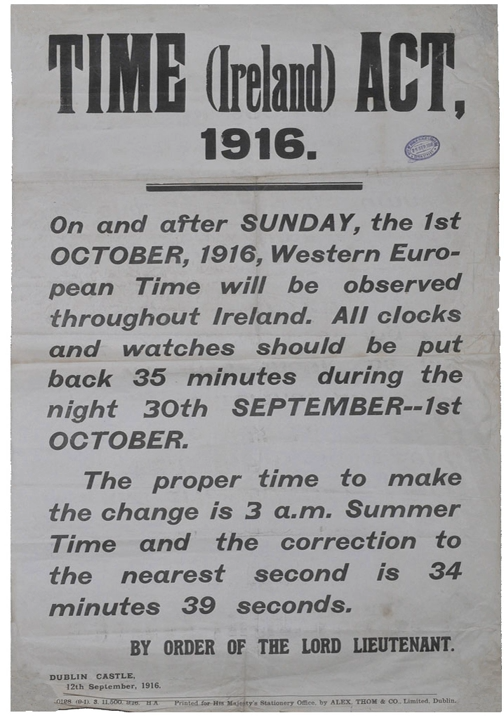 TIME (Ireland) ACT,
1916.
On and after SUNDAY, the 1st
OCTOBER, 1916, Western Euro-
pean Time will be observed
throughout Ireland. All clocks
and watches should be put
back 35 minutes during the
night 30th SEPTEMBER--1st
OCTOBER.
The proper time to make
the change is 3 a.m. Summer
Time and the correction to
the nearest second is 34
minutes 39 seconds.
BY ORDER OF THE LORD LIEUTENANT.
DUBLIN CASTLE,
12th September, 1916.
Printed for His Majesty's Stationery Office, by ALEX. THOM & CO., Limited, Dublin.